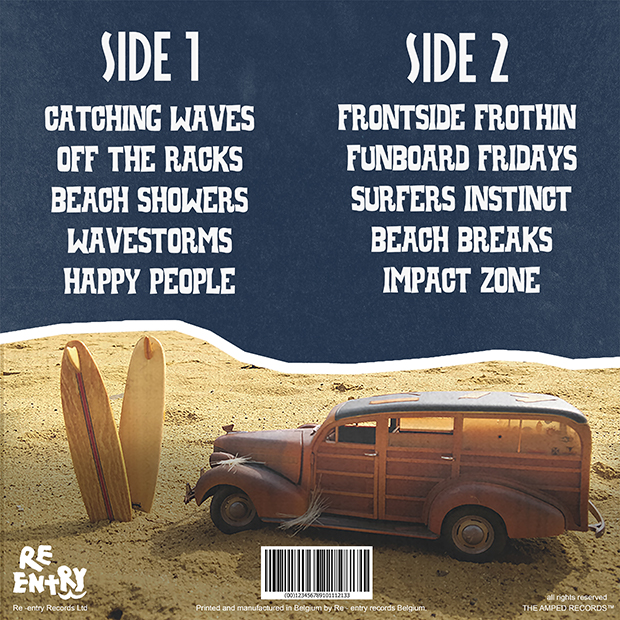 SIDE 1
CATCHING WAVES
OFF THE RACKS
BEACH SHOWERS
WAVESTORMS
HAPPY PEOPLE
SIDE 2
FRONTSIDE FROTHIN
FUNBOARD FRIDAYS
SURFERS INSTINCT
BEACH BREAKS
IMPACT ZONE
RE
ENTRY
Re -entry Records Ltd
(00)12345678910111213
Printed and manufactured in Belgium by Re - entry records Belgium.
all rights reserved
THE AMPED RECORDS™